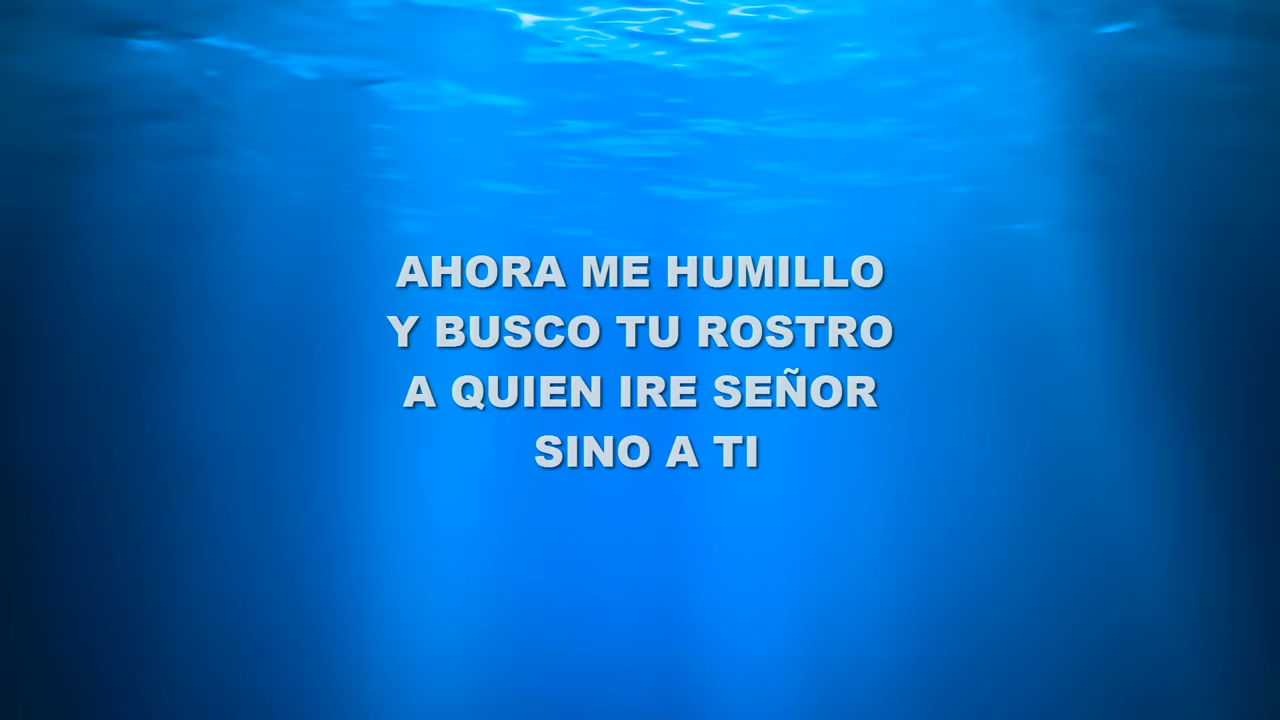 AHORA ME HUMILLO
Y BUSCO TU ROSTRO
A QUIEN IRE SEÑOR
SINO A TI